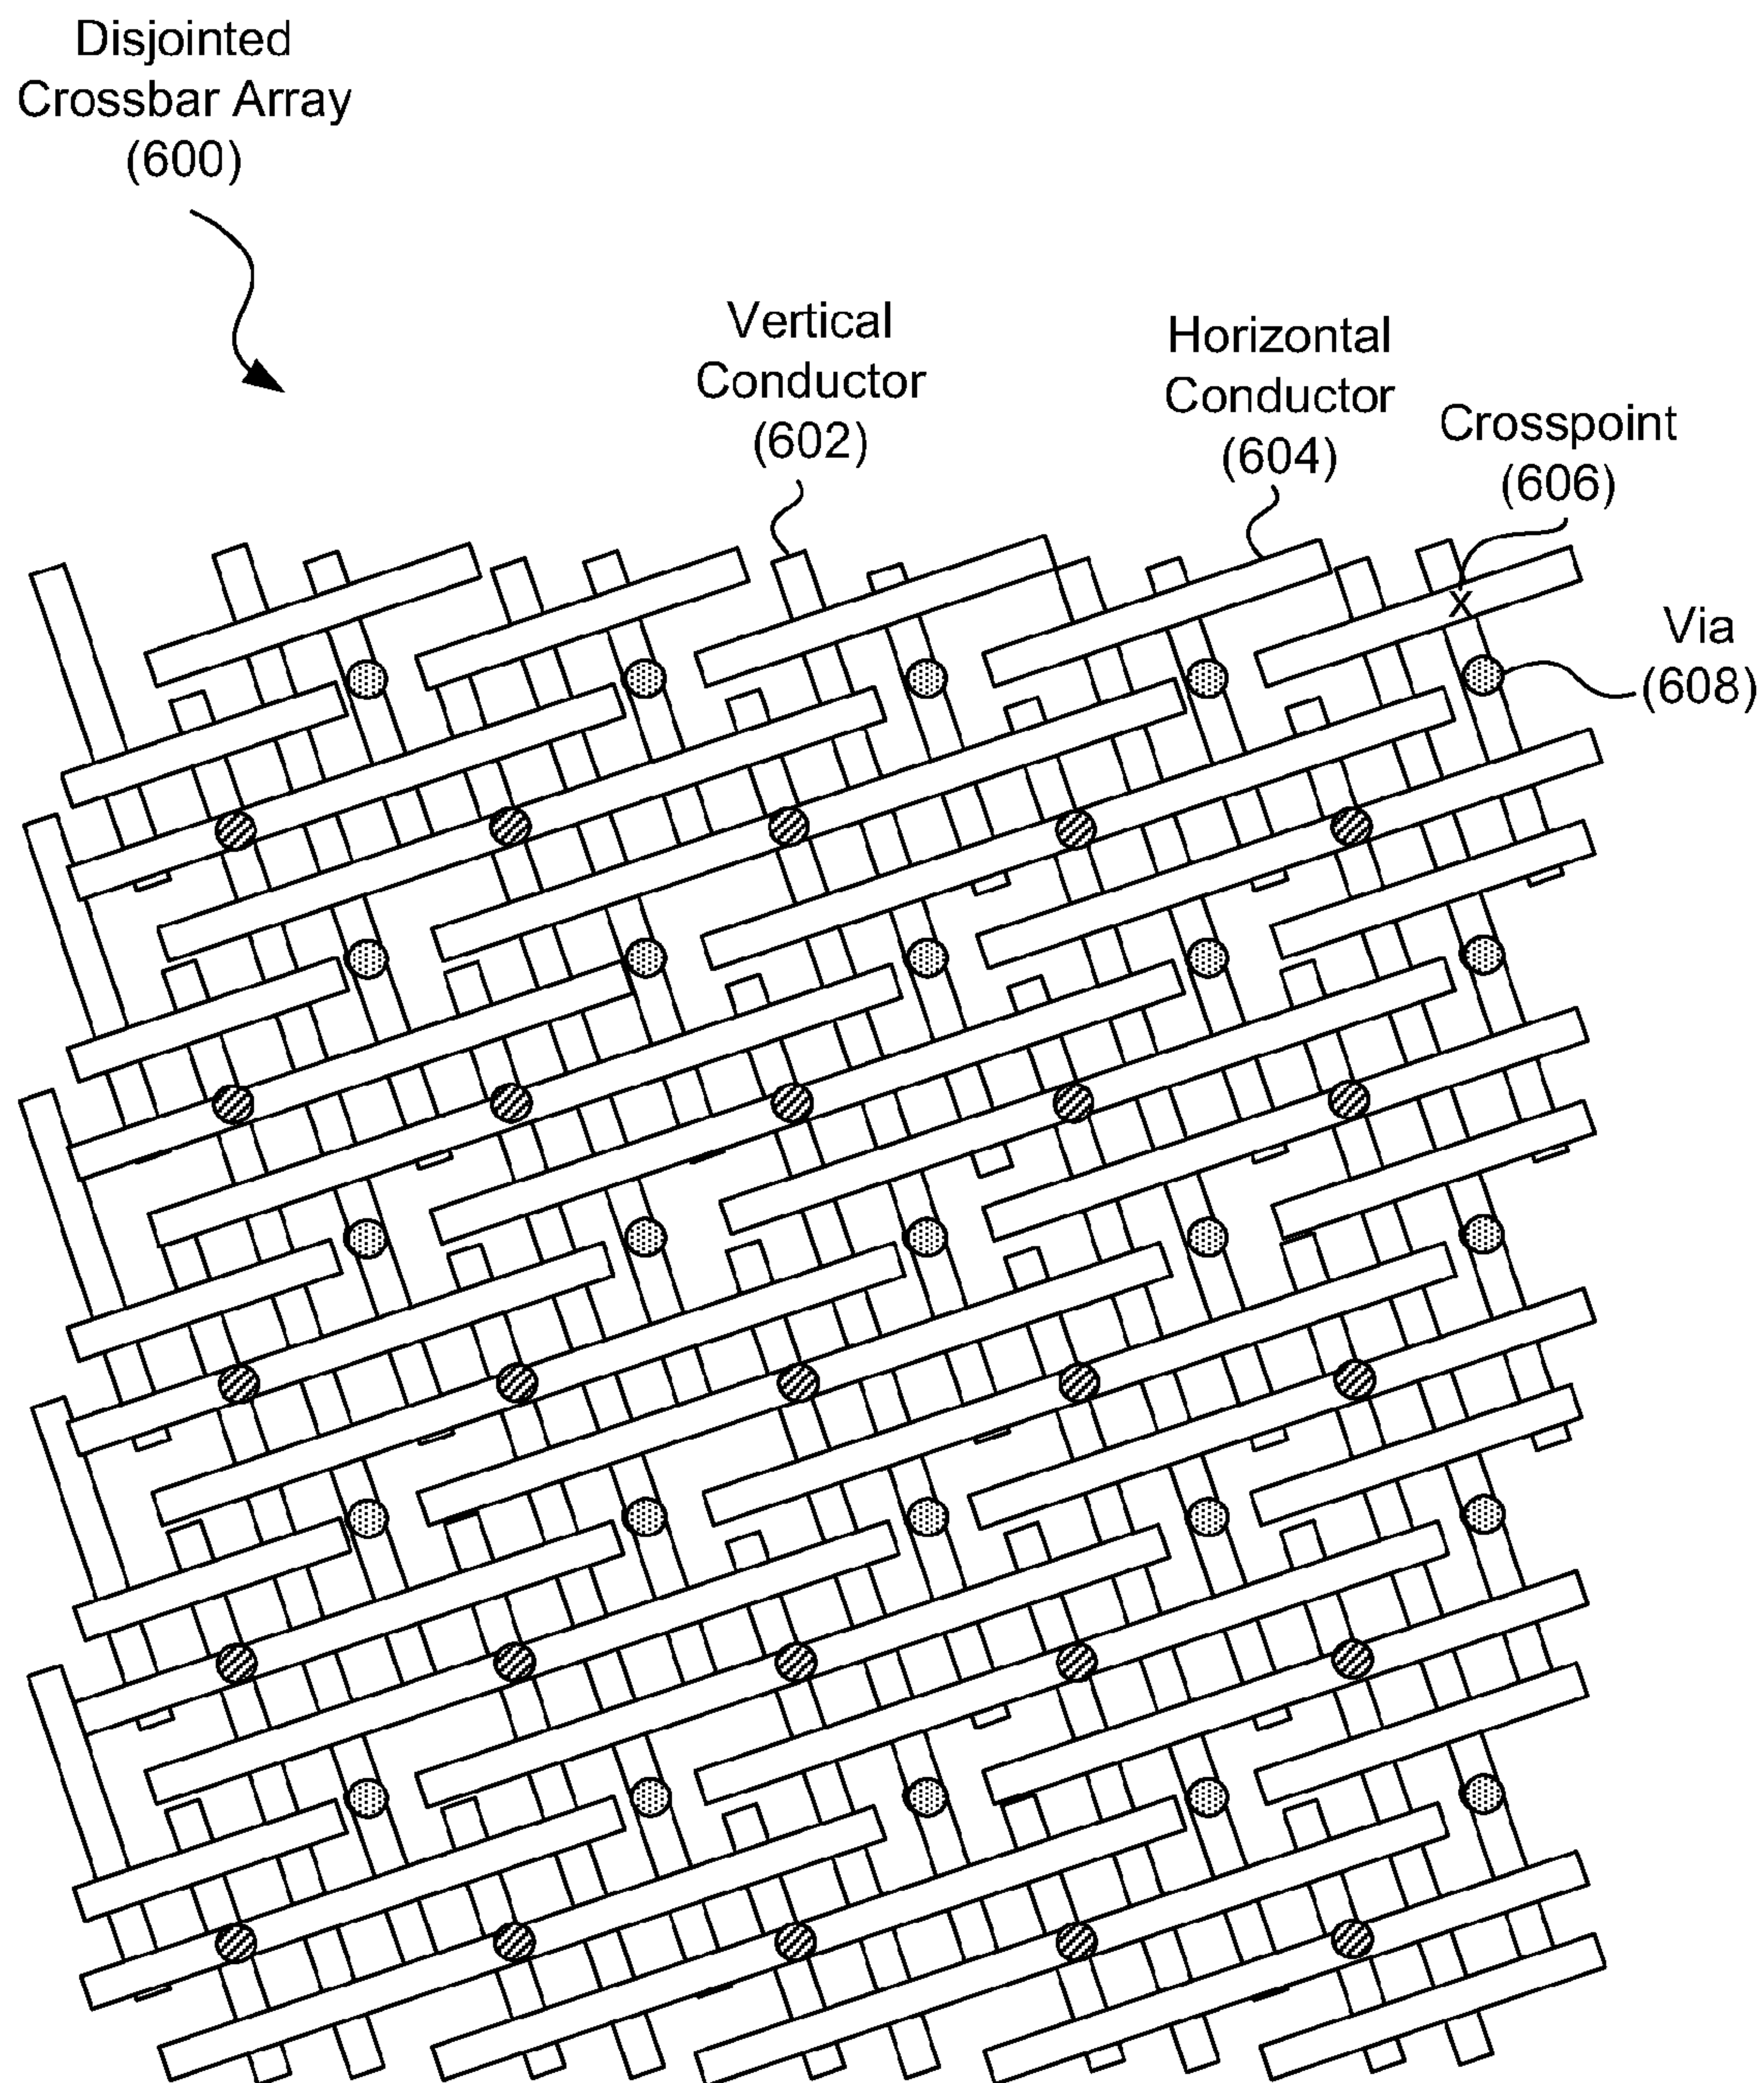 Disjointed
Crossbar Array
(600)
Vertical
Conductor
(602)
Horizontal
Conductor
(604)
Crosspoint
(606)
X
Via
(608)